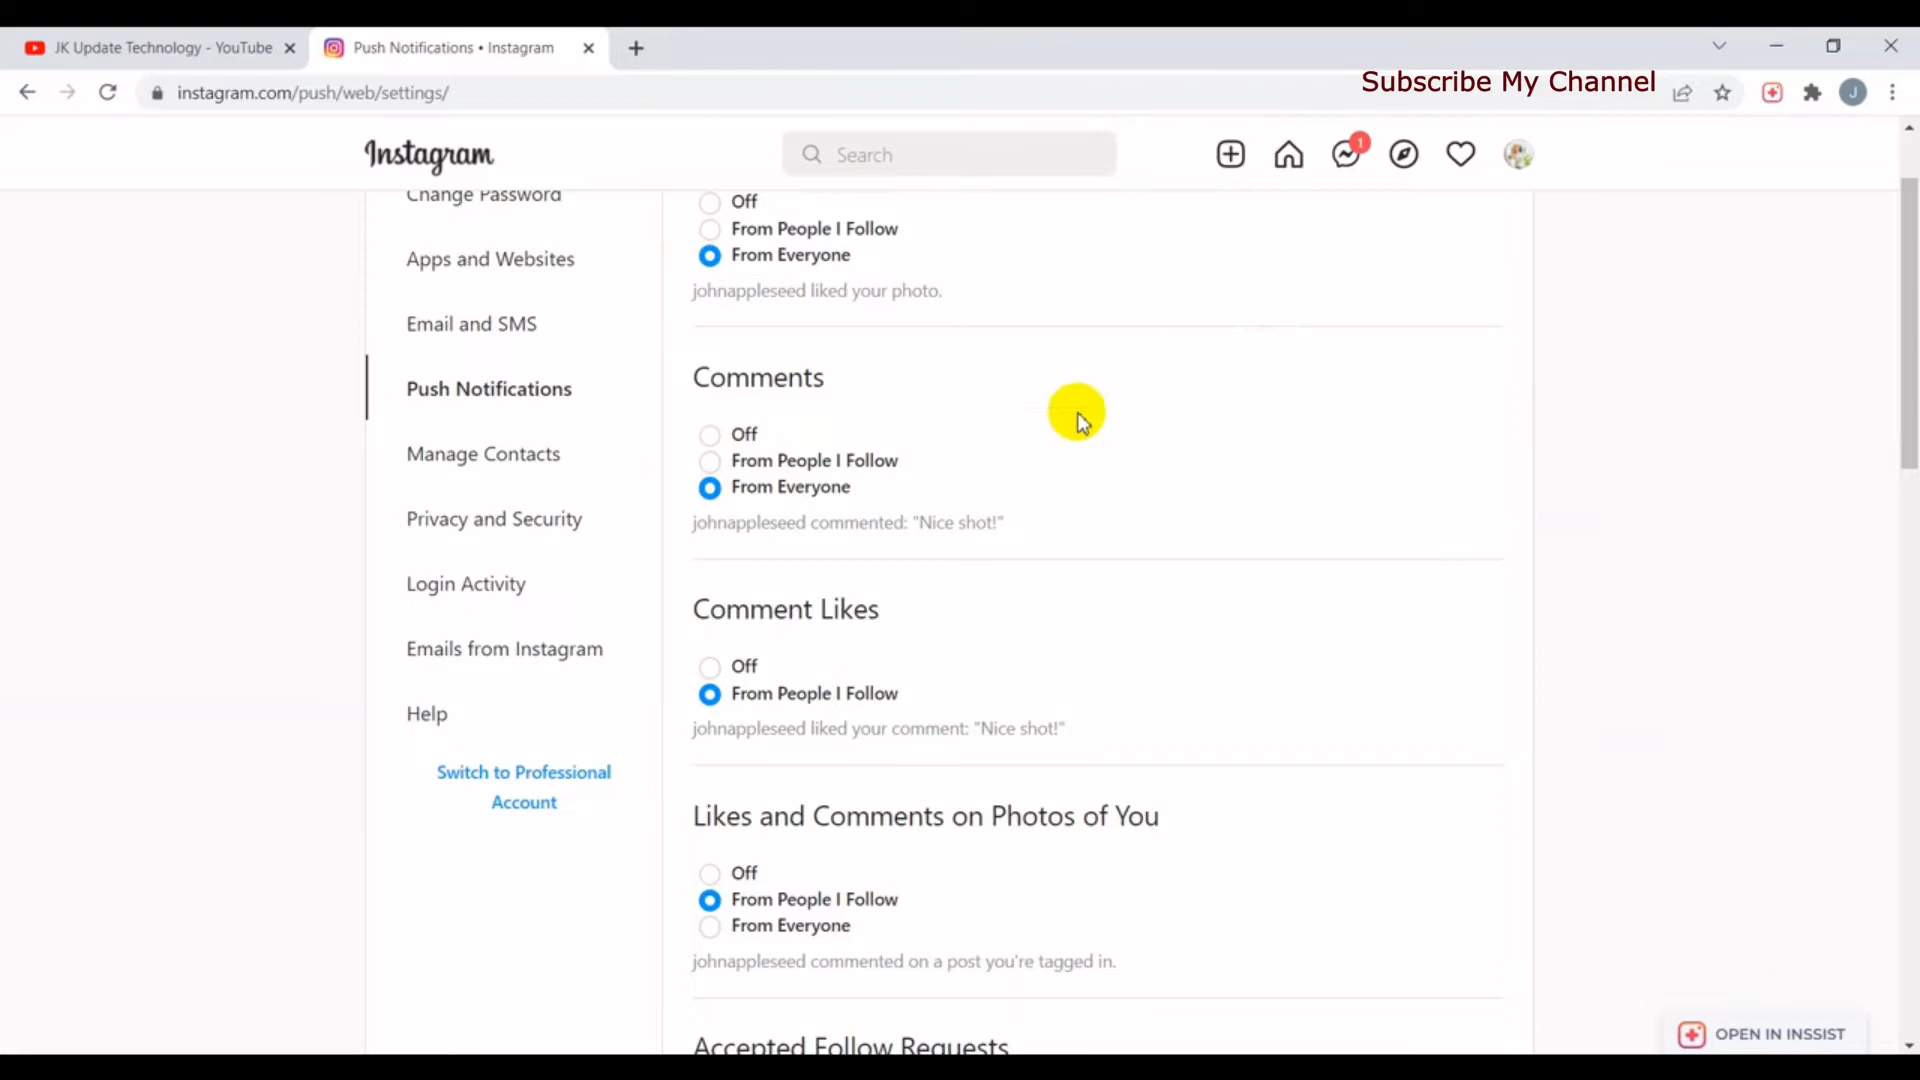 JK Update Technology - YouTube
Push Notifications • Instagram
instagram.com/push/web/settings/
Subscribe My Channel
J
Instagram
Search
1
Change Password
Apps and Websites
Email and SMS
Push Notifications
Manage Contacts
Privacy and Security
Login Activity
Emails from Instagram
Help
Switch to Professional
Account
Off
From People I Follow
From Everyone
johnappleseed liked your photo.
Comments
Off
From People I Follow
From Everyone
johnappleseed commented: "Nice shot!"
Comment Likes
Off
From People I Follow
johnappleseed liked your comment: "Nice shot!"
Likes and Comments on Photos of You
Off
From People I Follow
From Everyone
johnappleseed commented on a post you're tagged in.
Accepted Follow Requests
OPEN IN INSSIST